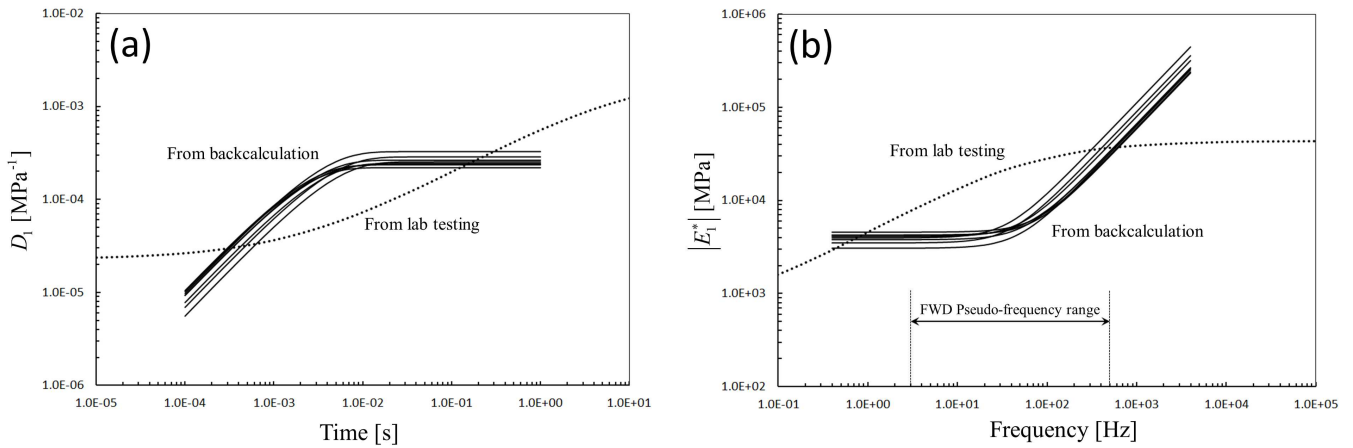 (a)
1.0E-02
1.0E-03
1.0E-04
1.0E-05
1.0E-06
D₁ [MPa⁻¹]
From backcalculation
From lab testing
1.0E-05 1.0E-04 1.0E-03 1.0E-02 1.0E-01 1.0E+00 1.0E+01
Time [s]
(b)
1.0E+06
1.0E+05
1.0E+04
1.0E+03
1.0E+02
|E₁*| [MPa]
From lab testing
From backcalculation
FWD Pseudo-frequency range
1.0E-01 1.0E+00 1.0E+01 1.0E+02 1.0E+03 1.0E+04 1.0E+05
Frequency [Hz]